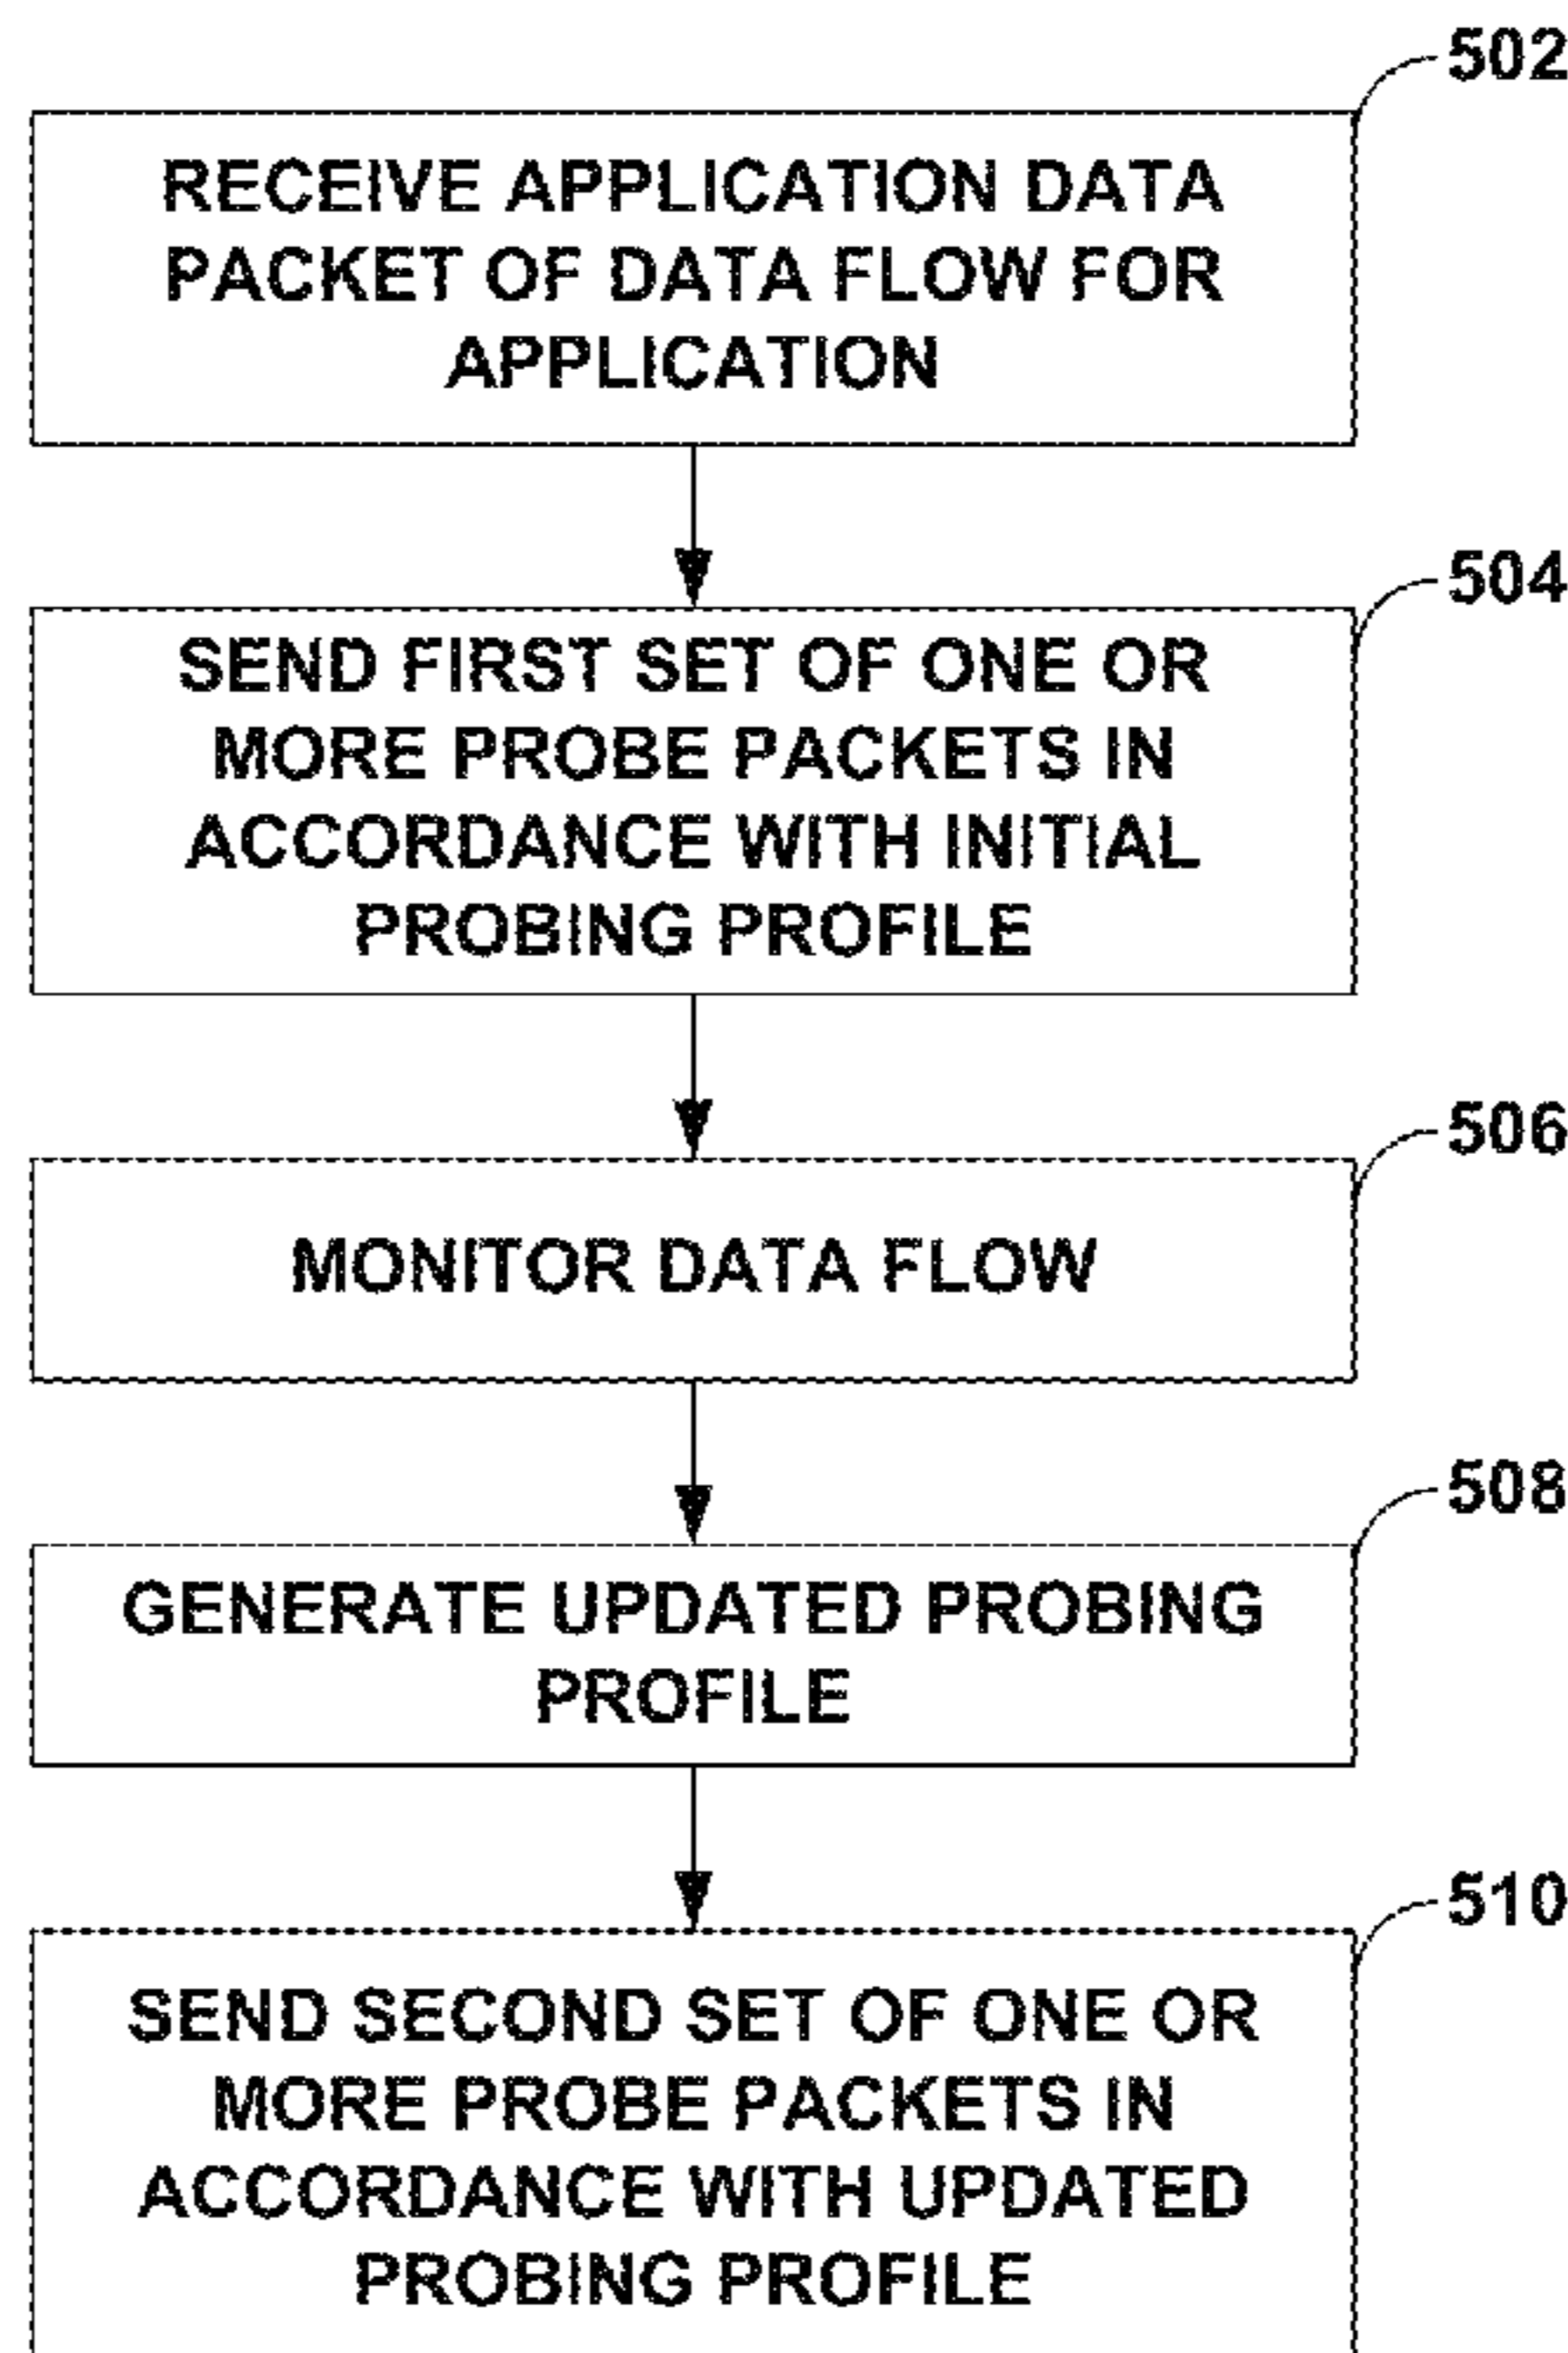 502
RECEIVE APPLICATION DATA
PACKET OF DATA FLOW FOR
APPLICATION
504
SEND FIRST SET OF ONE OR
MORE PROBE PACKETS IN
ACCORDANCE WITH INITIAL
PROBING PROFILE
506
MONITOR DATA FLOW
508
GENERATE UPDATED PROBING
PROFILE
510
SEND SECOND SET OF ONE OR
MORE PROBE PACKETS IN
ACCORDANCE WITH UPDATED
PROBING PROFILE